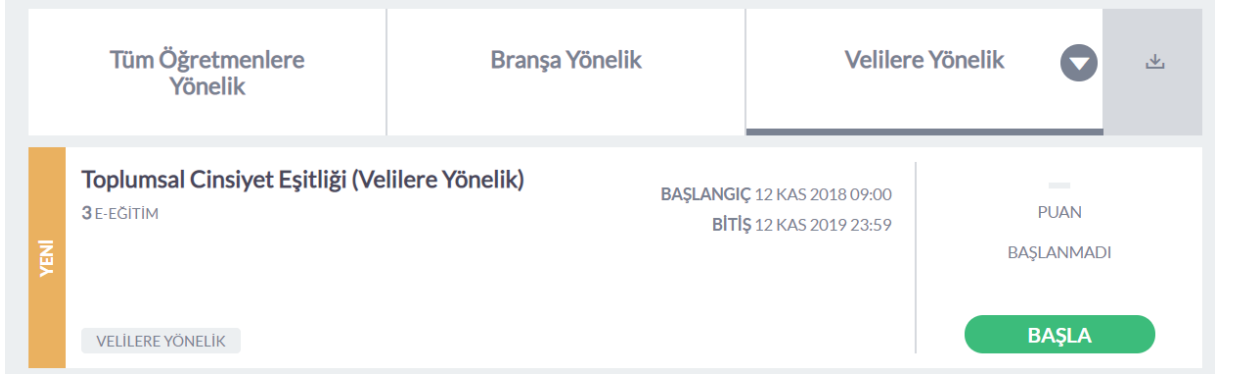 Tüm Öğretmenlere
Yönelik
Branşa Yönelik
Velilere Yönelik
YENİ
Toplumsal Cinsiyet Eşitliği (Velilere Yönelik)
3 E-EĞİTİM
BAŞLANGIÇ 12 KAS 2018 09:00
BİTİŞ 12 KAS 2019 23:59
VELİLERE YÖNELİK
PUAN
BAŞLANMADI
BAŞLA